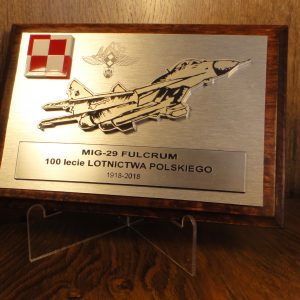 MIG-29 FULCRUM
100 lecie LOTNICTWA POLSKIEGO
1918-2018